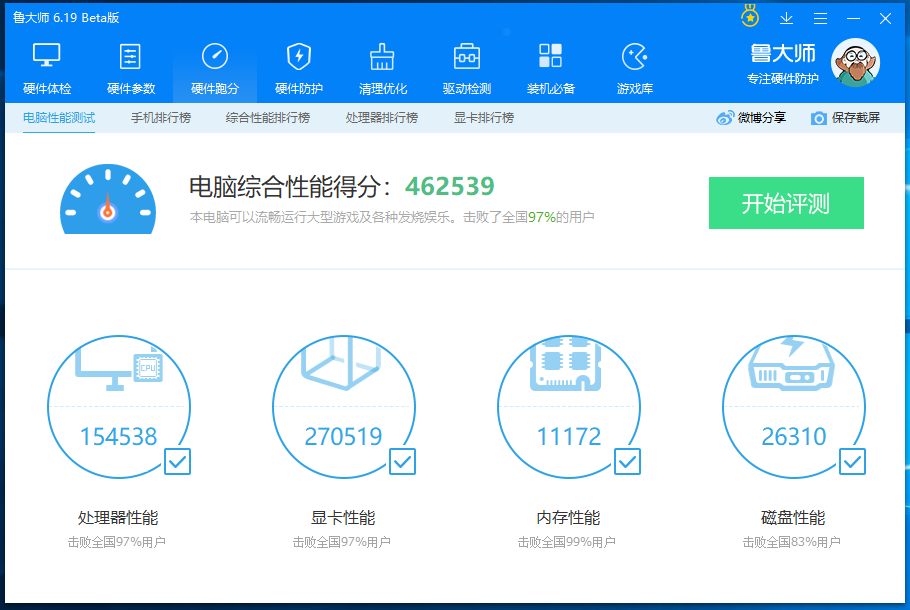 鲁大师 6.19 Beta版
硬件体检 硬件参数 硬件跑分 硬件防护 清理优化 驱动检测 装机必备 游戏库
鲁大师
专注硬件防护
电脑性能测试 手机排行榜 综合性能排行榜 处理器排行榜 显卡排行榜 微博分享 保存截屏
电脑综合性能得分：462539
本电脑可以流畅运行大型游戏及各种发烧娱乐。击败了全国97%的用户
开始评测
CPU
154538 270519 11172 26310
处理器性能 显卡性能 内存性能 磁盘性能
击败全国97%用户 击败全国97%用户 击败全国99%用户 击败全国83%用户